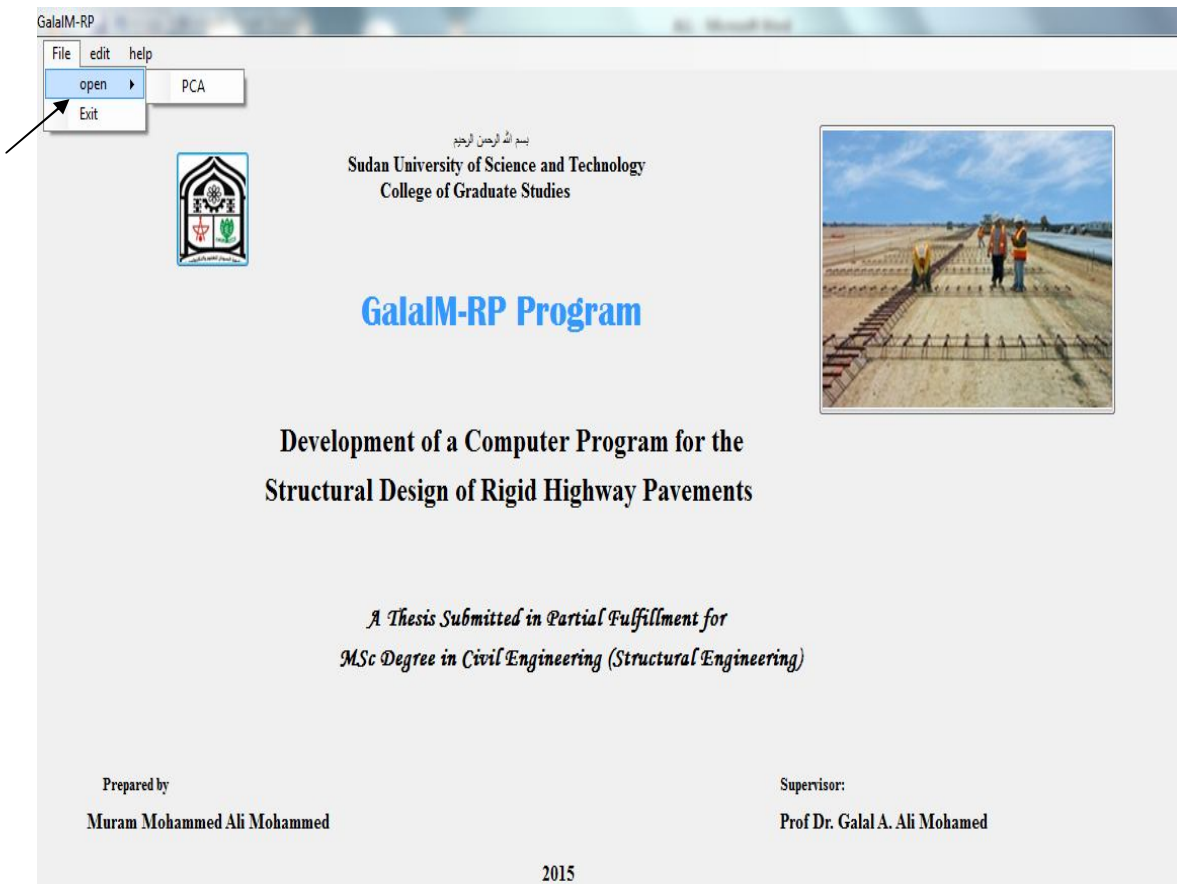 GalalM-RP
File edit help
open PCA
Exit
بسم الله الرحمن الرحيم
Sudan University of Science and Technology
College of Graduate Studies
GalalM-RP Program
Development of a Computer Program for the
Structural Design of Rigid Highway Pavements
A Thesis Submitted in Partial Fulfillment for
MSc Degree in Civil Engineering (Structural Engineering)
Prepared by
Supervisor:
Muram Mohammed Ali Mohammed
Prof Dr. Galal A. Ali Mohamed
2015